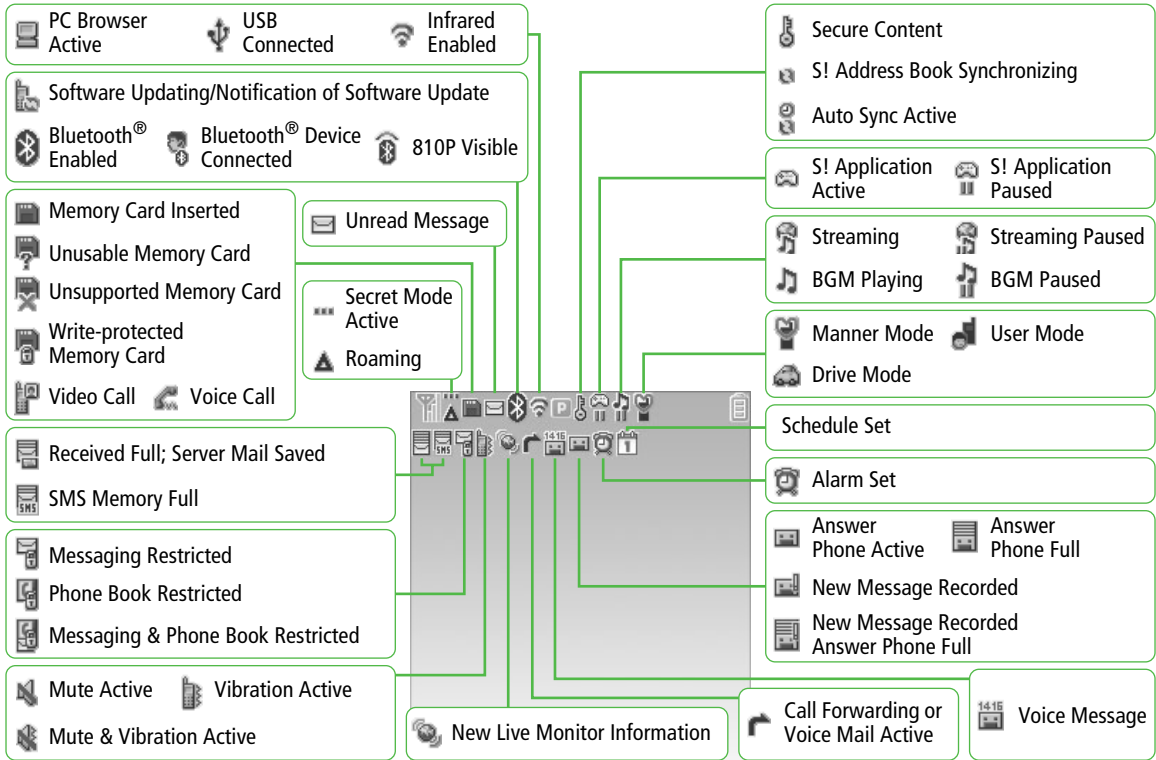 PC Browser
Active
USB
Connected
Infrared
Enabled
Software Updating/Notification of Software Update
Bluetooth®
Enabled
Bluetooth® Device
Connected
810P Visible
Memory Card Inserted
Unusable Memory Card
Unsupported Memory Card
Write-protected
Memory Card
Video Call
Voice Call
Unread Message
Secret Mode
Active
Roaming
Received Full; Server Mail Saved
SMS
SMS Memory Full
Messaging Restricted
Phone Book Restricted
Messaging & Phone Book Restricted
Mute Active
Vibration Active
Mute & Vibration Active
P
SMS
1415
1
New Live Monitor Information
Call Forwarding or
Voice Mail Active
1415
Voice Message
Secure Content
S! Address Book Synchronizing
Auto Sync Active
S! Application
Active
S! Application
Paused
Streaming
Streaming Paused
BGM Playing
BGM Paused
Manner Mode
User Mode
Drive Mode
Schedule Set
Alarm Set
Answer
Phone Active
Answer
Phone Full
New Message Recorded
New Message Recorded
Answer Phone Full